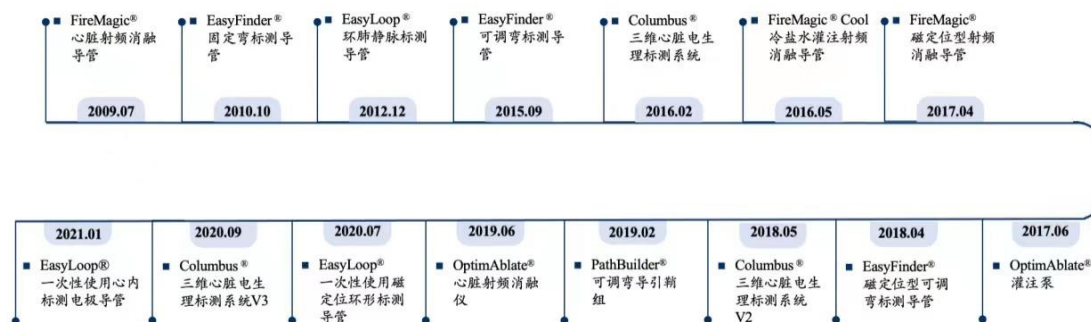 FireMagic®
心脏射频消融
导管
2009.07
EasyFinder®
固定弯标测导
管
2010.10
EasyLoop®
环肺静脉标测
导管
2012.12
EasyFinder®
可调弯标测导
管
2015.09
Columbus®
三维心脏电生
理标测系统
2016.02
FireMagic® Cool
冷盐水灌注射频
消融导管
2016.05
FireMagic®
磁定位型射频
消融导管
2017.04
2021.01
EasyLoop®
一次性使用心内
标测电极导管
2020.09
Columbus®
三维心脏电生
理标测系统V3
2020.07
EasyLoop®
一次性使用磁
定位环形标测
导管
2019.06
OptimAblate®
心脏射频消融
仪
2019.02
PathBuilder®
可调弯导引鞘
组
2018.05
Columbus®
三维心脏电生
理标测系统
V2
2018.04
EasyFinder®
磁定位型可调
弯标测导管
2017.06
OptimAblate®
灌注泵